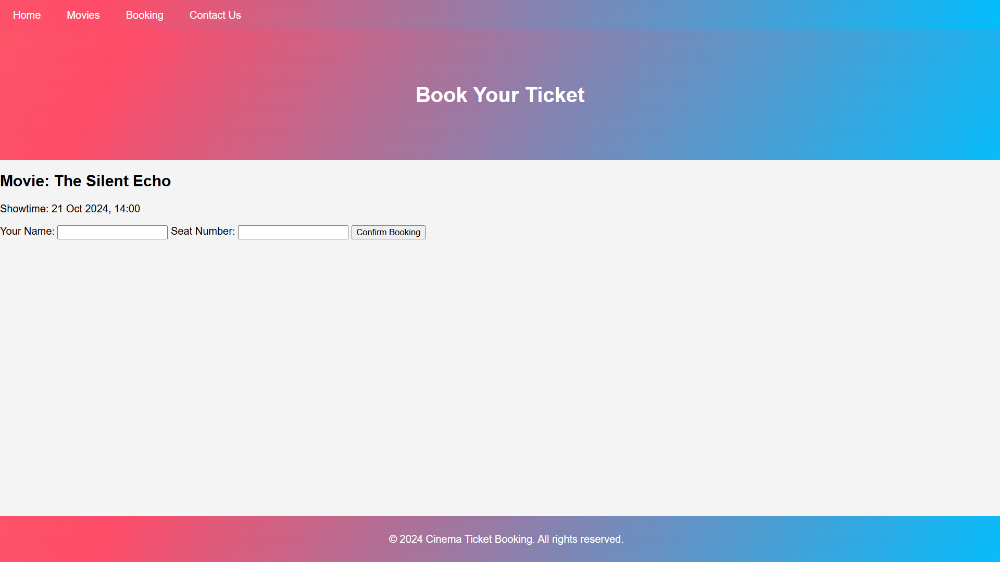 Home Movies Booking Contact Us
Book Your Ticket
Movie: The Silent Echo
Showtime: 21 Oct 2024, 14:00
Your Name: Seat Number: Confirm Booking
© 2024 Cinema Ticket Booking. All rights reserved.